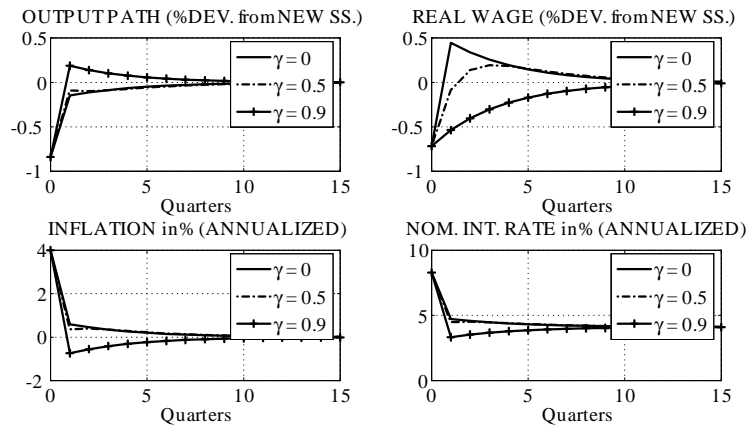 OUTPUT PATH (%DEV. from NEW SS.)
0.5
0
-0.5
-1
0
5
10
15
Quarters
γ = 0
γ = 0.5
γ = 0.9
REAL WAGE (%DEV. from NEW SS.)
0.5
0
-0.5
-1
0
5
10
15
Quarters
γ = 0
γ = 0.5
γ = 0.9
INFLATION in% (ANNUALIZED)
4
2
0
-2
0
5
10
15
Quarters
γ = 0
γ = 0.5
γ = 0.9
NOM. INT. RATE in% (ANNUALIZED)
10
5
0
0
5
10
15
Quarters
γ = 0
γ = 0.5
γ = 0.9